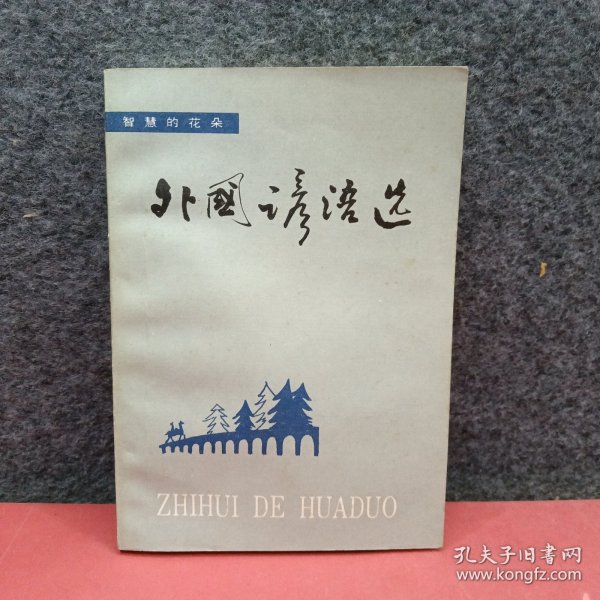 智慧的花朵
外國谚语选
ZHIHUI DE HUADUO
孔夫子旧书网
www.kongfz.com